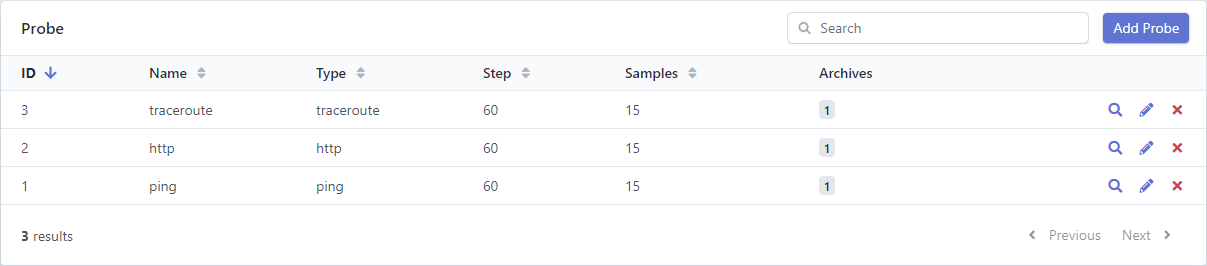 Probe
Search
Add Probe
ID Name Type Step Samples Archives
3 traceroute traceroute 60 15 1
2 http http 60 15 1
1 ping ping 60 15 1
3 results
Previous Next